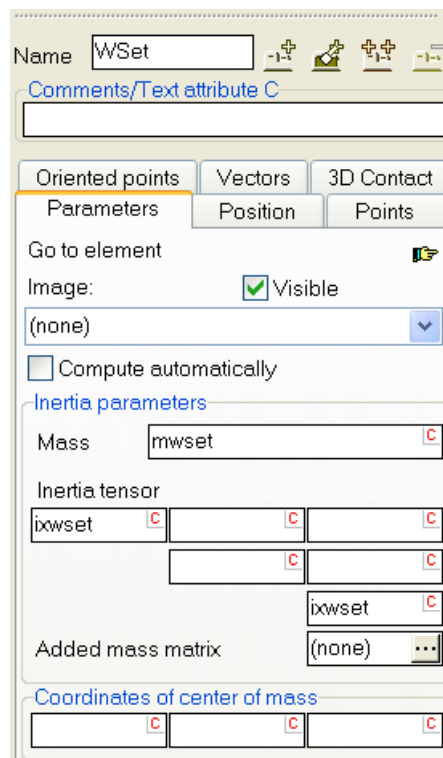 Name WSet
Comments/Text attribute C
Oriented points Vectors 3D Contact
Parameters Position Points
Go to element
Image: Visible
(none)
Compute automatically
Inertia parameters
Mass mwset C
Inertia tensor
ixwset C C C
C C
ixwset C
Added mass matrix (none) ...
Coordinates of center of mass
C C C